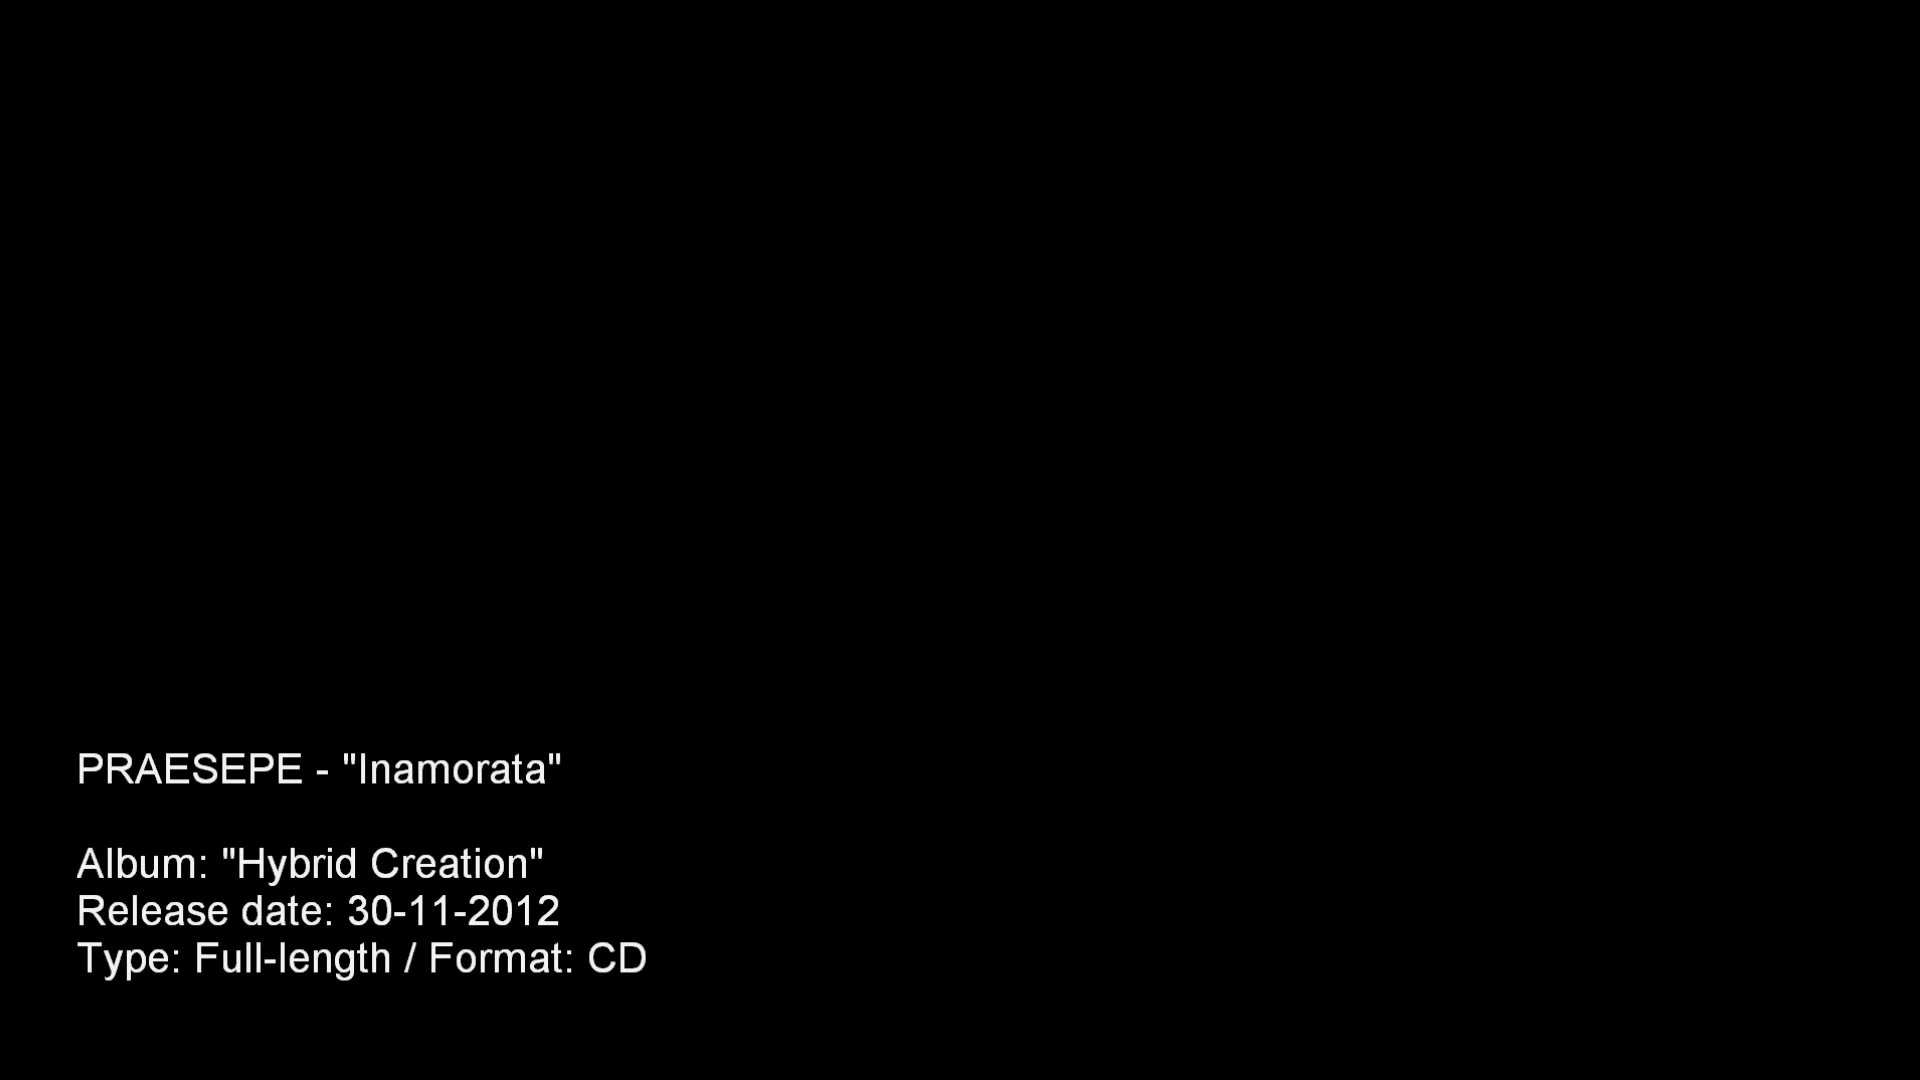 PRAESEPE - "Inamorata"
Album: "Hybrid Creation"
Release date: 30-11-2012
Type: Full-length / Format: CD